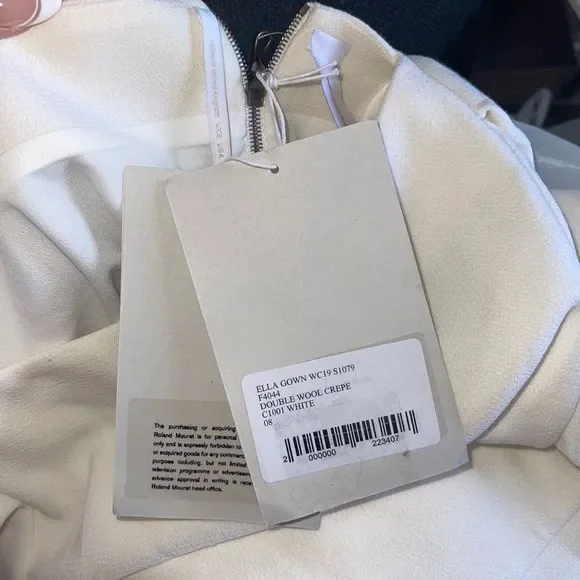 ELLA GOWN WC19 S1079
F4044
DOUBLE WOOL CREPE
C1001 WHITE
08
2 000000 223407
The purchasing or acquiring
Roland Mouret is for personal
only and is expressly forbidden
or acquired goods for any comme
purpose including, but not limited
television programme or advertisem
advance approval in writing is rece
Roland Mouret head office.